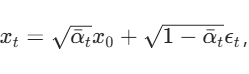 x_t = \sqrt{\bar{\alpha}_t} x_0 + \sqrt{1 - \bar{\alpha}_t} \epsilon_t,